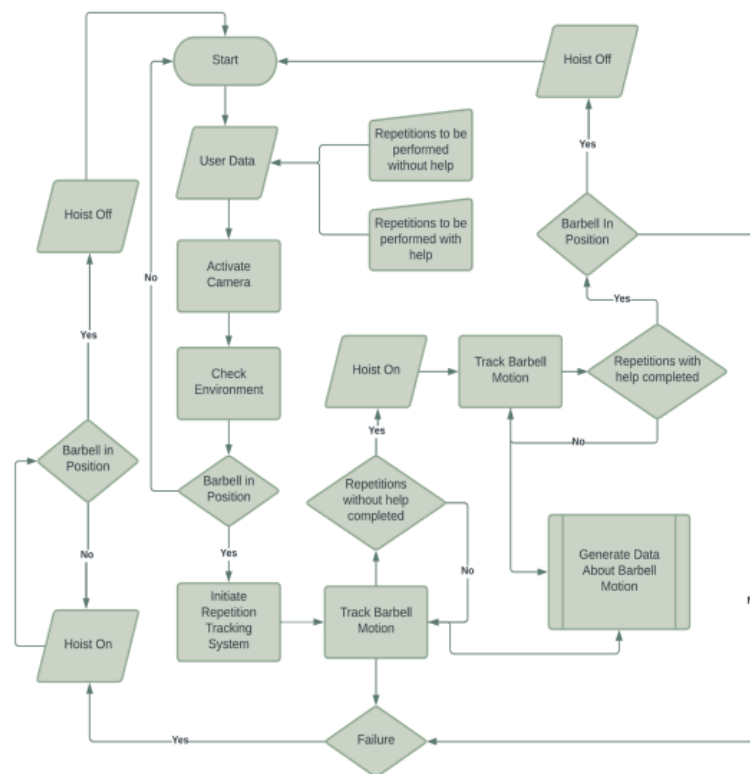 Start
Hoist Off
User Data
Repetitions to be
performed
without help
Repetitions to be
performed with
help
Hoist Off
Yes
Barbell In
Position
Hoist Off
Activate
Camera
No
Yes
Yes
Check
Environment
Hoist On
Track Barbell
Motion
Repetitions with
help completed
Yes
No
Barbell in
Position
Barbell in
Position
Repetitions
without help
completed
No
Yes
No
Generate Data
About Barbell
Motion
Hoist On
Initiate
Repetition
Tracking
System
Track Barbell
Motion
Yes
Failure